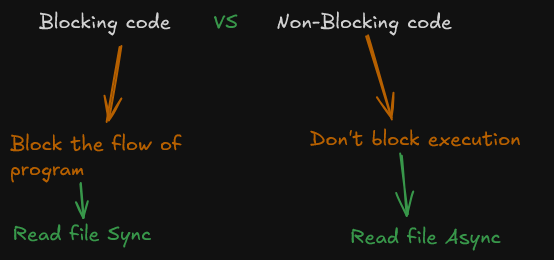 Blocking code VS Non-Blocking code
Block the flow of
program
Don't block execution
Read file Sync
Read file Async